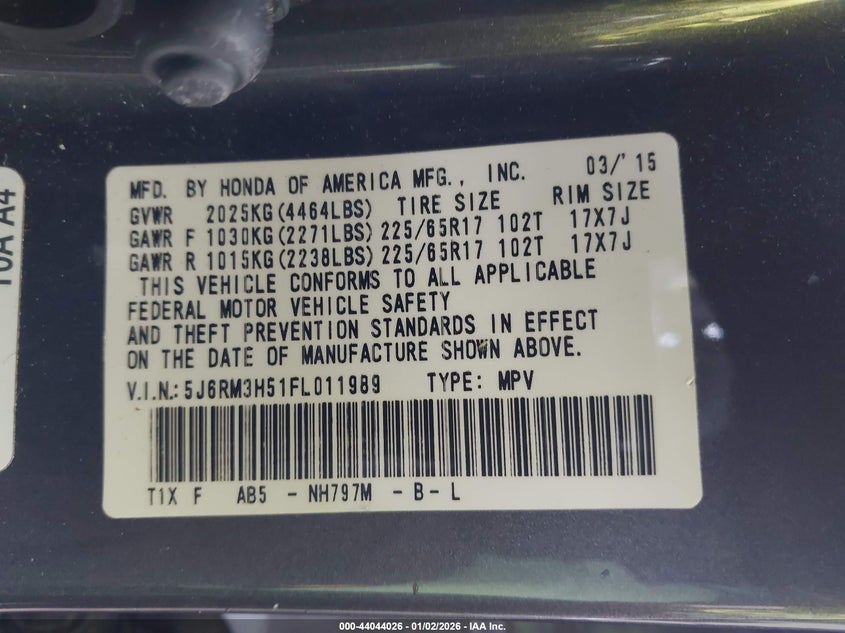 MFD. BY HONDA OF AMERICA MFG., INC. 03/'15
GVWR 2025KG(4464LBS) TIRE SIZE RIM SIZE
GAWR F 1030KG(2271LBS) 225/65R17 102T 17X7J
GAWR R 1015KG(2238LBS) 225/65R17 102T 17X7J
THIS VEHICLE CONFORMS TO ALL APPLICABLE
FEDERAL MOTOR VEHICLE SAFETY
AND THEFT PREVENTION STANDARDS IN EFFECT
ON THE DATE OF MANUFACTURE SHOWN ABOVE.
V.I.N.: 5J6RM3H51FL011989 TYPE: MPV
T1X F AB5 - NH797M - B - L
A4
000-44044026 - 01/02/2026 - IAA Inc.